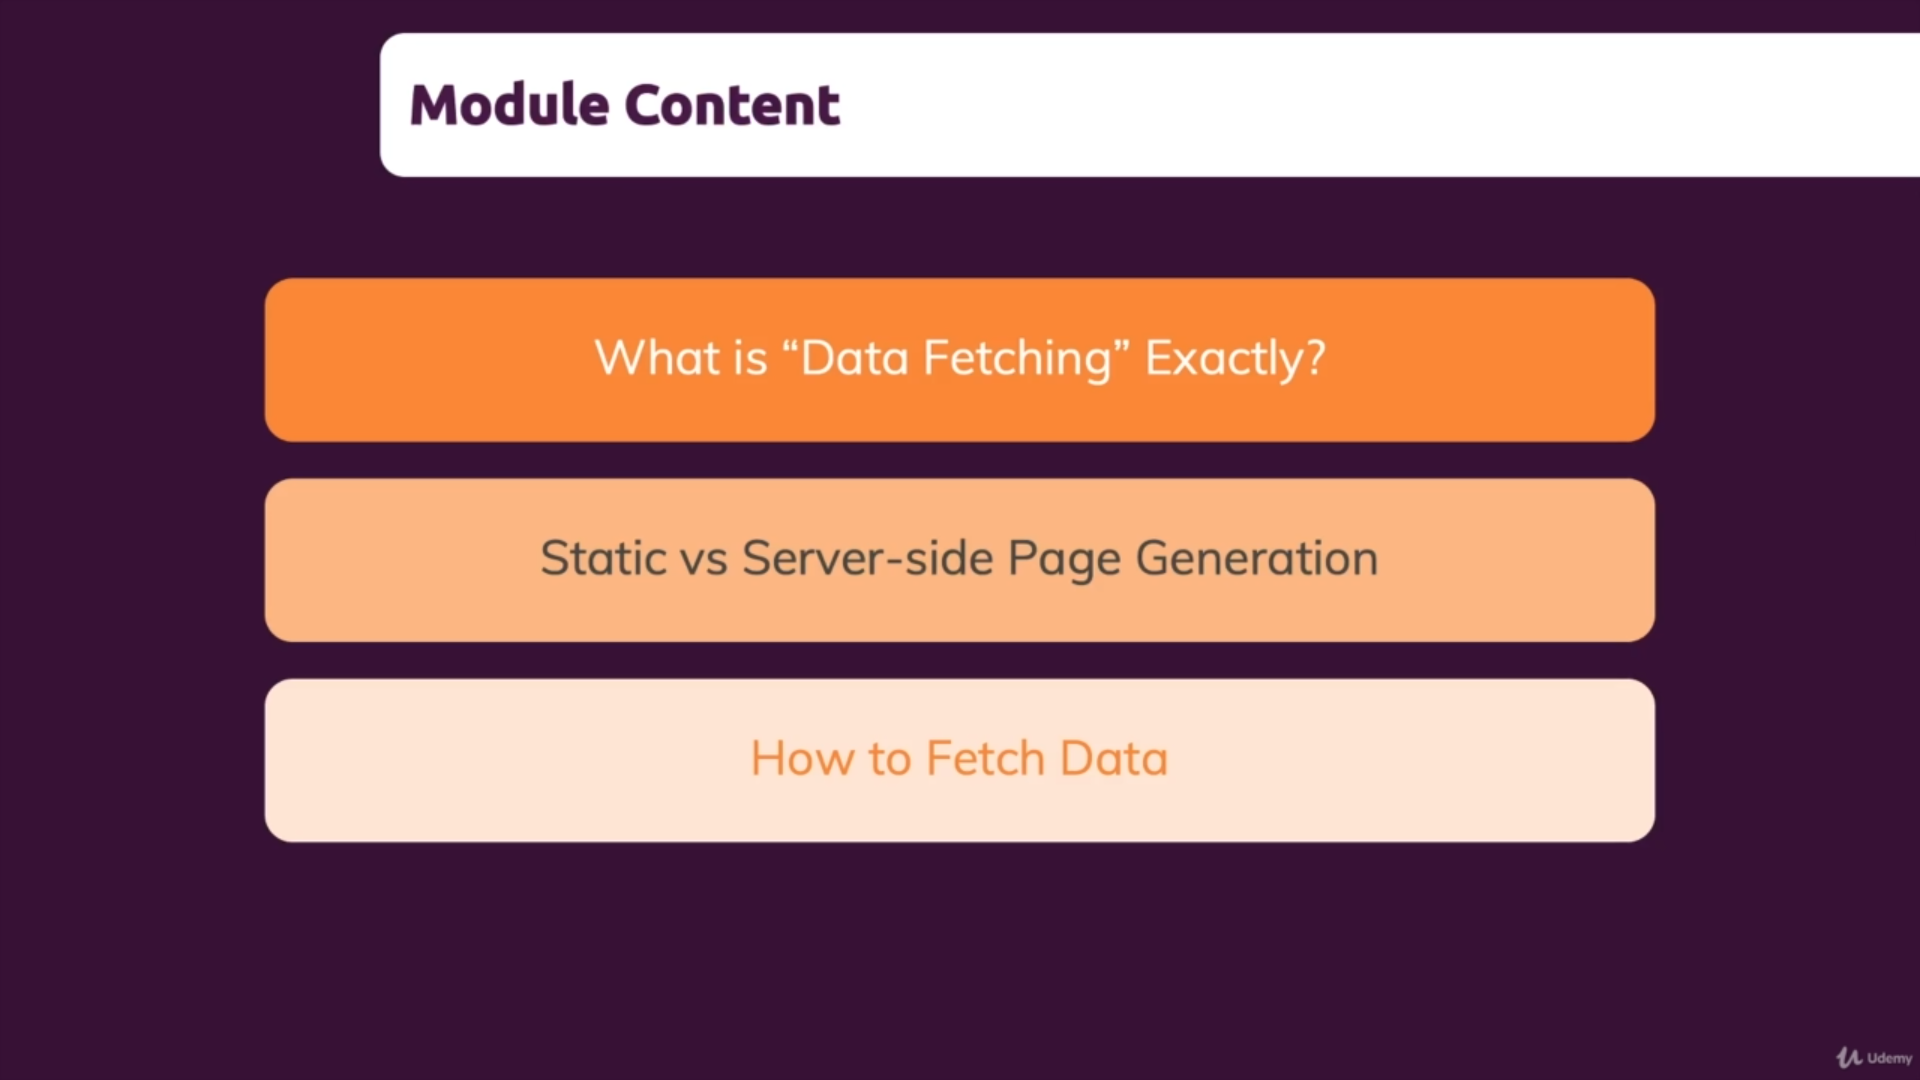 Module Content
What is “Data Fetching” Exactly?
Static vs Server-side Page Generation
How to Fetch Data
Udemy